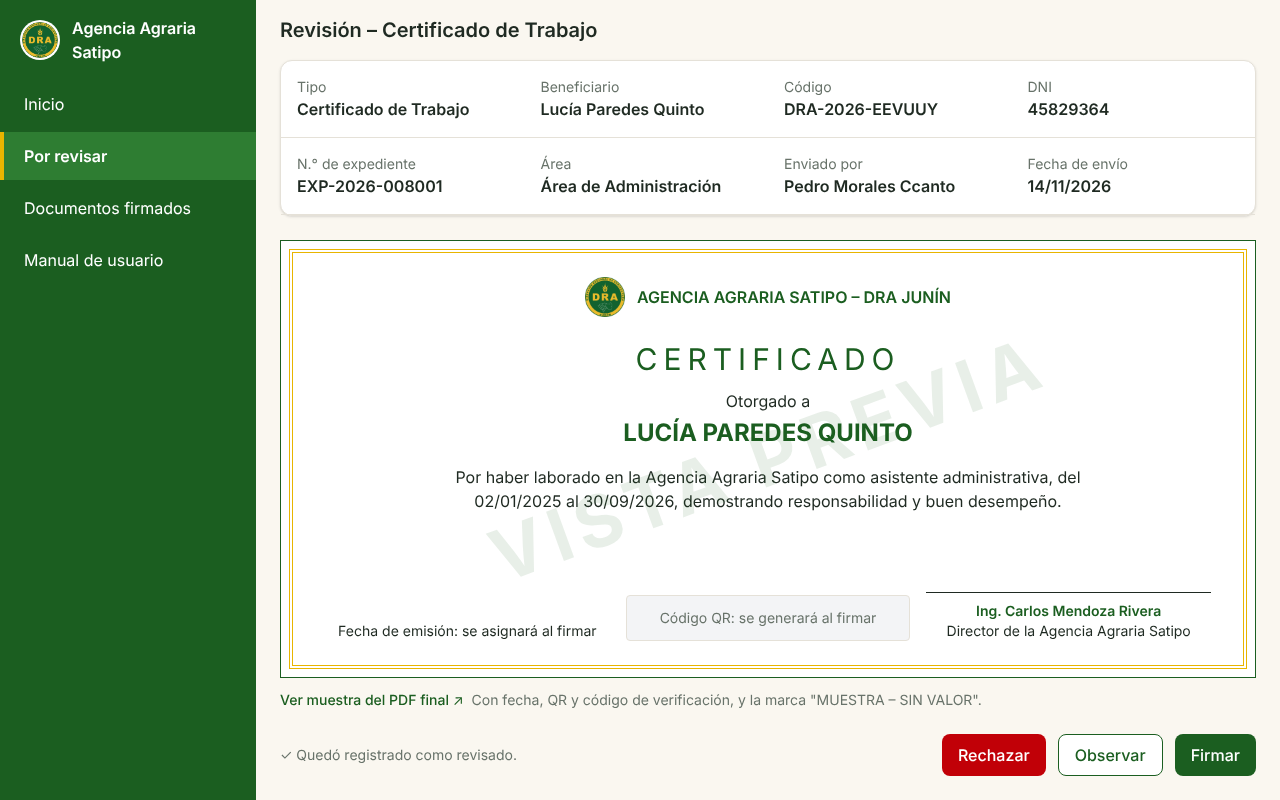 DRA
Agencia Agraria
Satipo
Inicio
Por revisar
Documentos firmados
Manual de usuario
Revisión – Certificado de Trabajo
Tipo
Certificado de Trabajo
Beneficiario
Lucía Paredes Quinto
Código
DRA-2026-EEVUUY
DNI
45829364
N.° de expediente
EXP-2026-008001
Área
Área de Administración
Enviado por
Pedro Morales Ccanto
Fecha de envío
14/11/2026
DRA
AGENCIA AGRARIA SATIPO – DRA JUNÍN
CERTIFICADO
Otorgado a
LUCÍA PAREDES QUINTO
Por haber laborado en la Agencia Agraria Satipo como asistente administrativa, del
02/01/2025 al 30/09/2026, demostrando responsabilidad y buen desempeño.
VISTA PREVIA
Fecha de emisión: se asignará al firmar
Código QR: se generará al firmar
Ing. Carlos Mendoza Rivera
Director de la Agencia Agraria Satipo
Ver muestra del PDF final ↗ Con fecha, QR y código de verificación, y la marca "MUESTRA – SIN VALOR".
✓ Quedó registrado como revisado.
Rechazar
Observar
Firmar